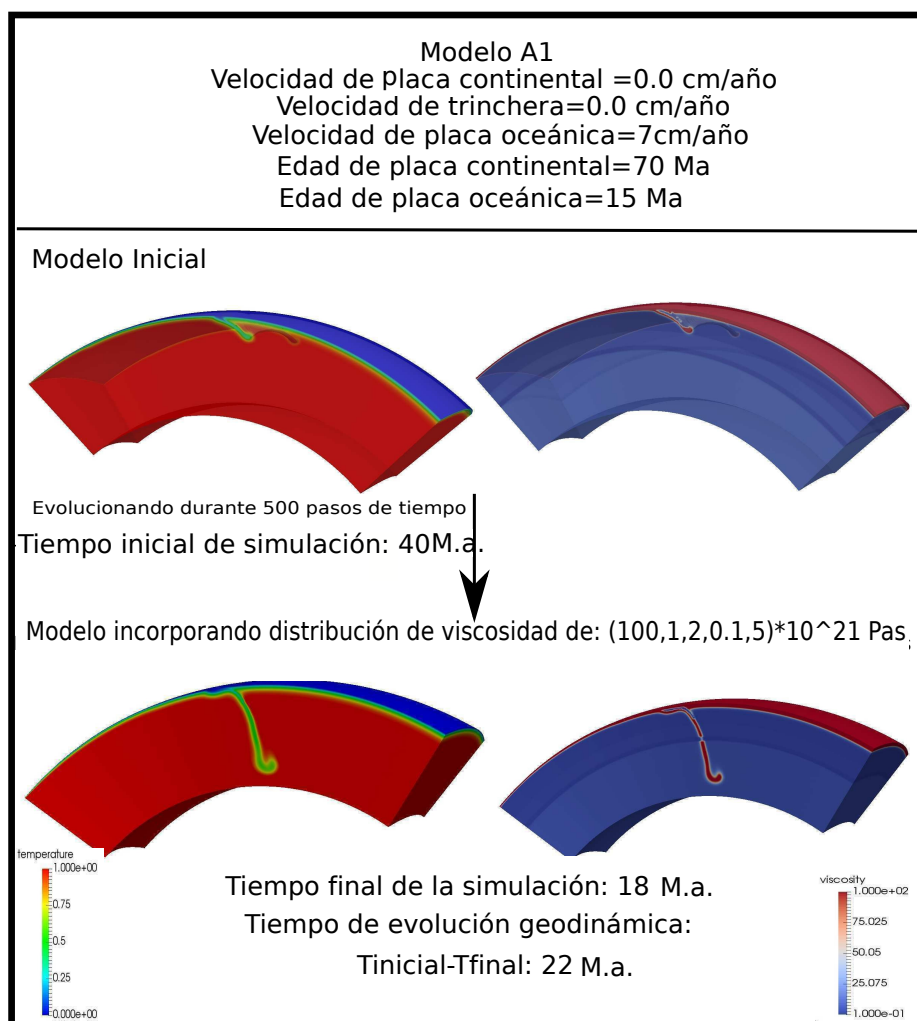 Modelo A1
Velocidad de placa continental =0.0 cm/año
Velocidad de trinchera=0.0 cm/año
Velocidad de placa oceánica=7cm/año
Edad de placa continental=70 Ma
Edad de placa oceánica=15 Ma
Modelo Inicial
Evolucionando durante 500 pasos de tiempo
Tiempo inicial de simulación: 40M.a.
Modelo incorporando distribución de viscosidad de: (100,1,2,0.1,5)*10^21 Pas
temperature
1.000e+00
0.75
0.5
0.25
0.000e+00
Tiempo final de la simulación: 18 M.a.
Tiempo de evolución geodinámica:
Tinicial-Tfinal: 22 M.a.
viscosity
1.000e+02
75.025
50.05
25.075
1.000e-01